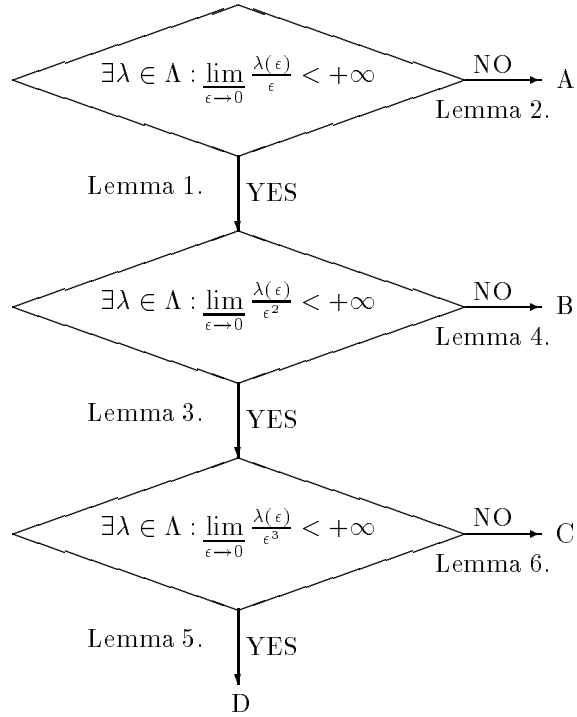 ∃λ ∈ Λ : lim_{ε→0} λ(ε)/ε < +∞
NO
A
Lemma 2.
Lemma 1.
YES
∃λ ∈ Λ : lim_{ε→0} λ(ε)/ε² < +∞
NO
B
Lemma 4.
Lemma 3.
YES
∃λ ∈ Λ : lim_{ε→0} λ(ε)/ε³ < +∞
NO
C
Lemma 6.
Lemma 5.
YES
D